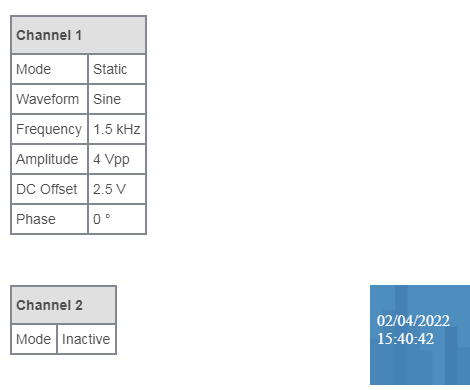 Channel 1
Mode Static
Waveform Sine
Frequency 1.5 kHz
Amplitude 4 Vpp
DC Offset 2.5 V
Phase 0 °
Channel 2
Mode Inactive
02/04/2022
15:40:42